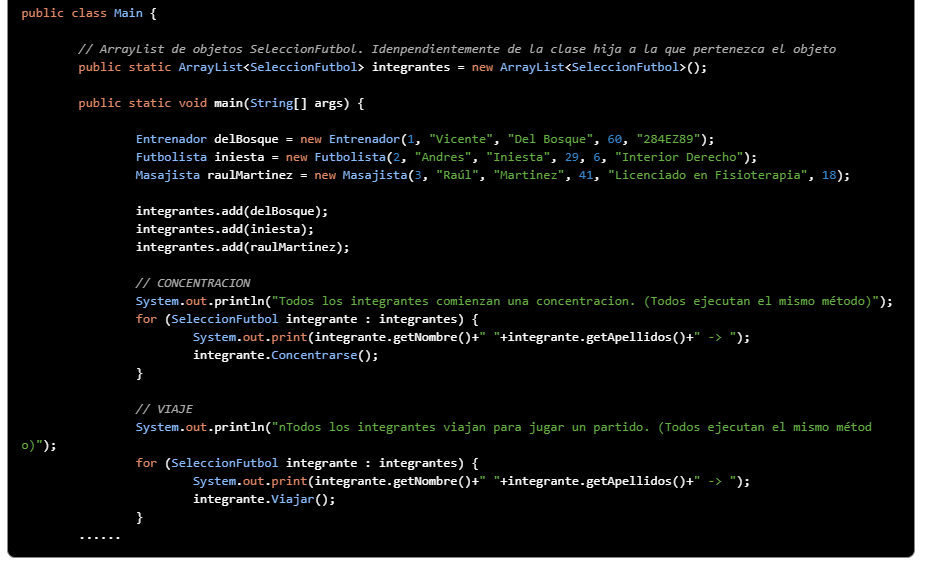 public class Main {
// ArrayList de objetos SeleccionFutbol. Idenpendientemente de la clase hija a la que pertenezca el objeto
public static ArrayList<SeleccionFutbol> integrantes = new ArrayList<SeleccionFutbol>();
public static void main(String[] args) {
Entrenador delBosque = new Entrenador(1, "Vicente", "Del Bosque", 60, "284EZ89");
Futbolista iniesta = new Futbolista(2, "Andres", "Iniesta", 29, 6, "Interior Derecho");
Masajista raulMartinez = new Masajista(3, "Raúl", "Martinez", 41, "Licenciado en Fisioterapia", 18);
integrantes.add(delBosque);
integrantes.add(iniesta);
integrantes.add(raulMartinez);
// CONCENTRACION
System.out.println("Todos los integrantes comienzan una concentracion. (Todos ejecutan el mismo método)");
for (SeleccionFutbol integrante : integrantes) {
System.out.print(integrante.getNombre()+" "+integrante.getApellidos()+" -> ");
integrante.Concentrarse();
}
// VIAJE
System.out.println("nTodos los integrantes viajan para jugar un partido. (Todos ejecutan el mismo métod
o)");
for (SeleccionFutbol integrante : integrantes) {
System.out.print(integrante.getNombre()+" "+integrante.getApellidos()+" -> ");
integrante.Viajar();
}
......